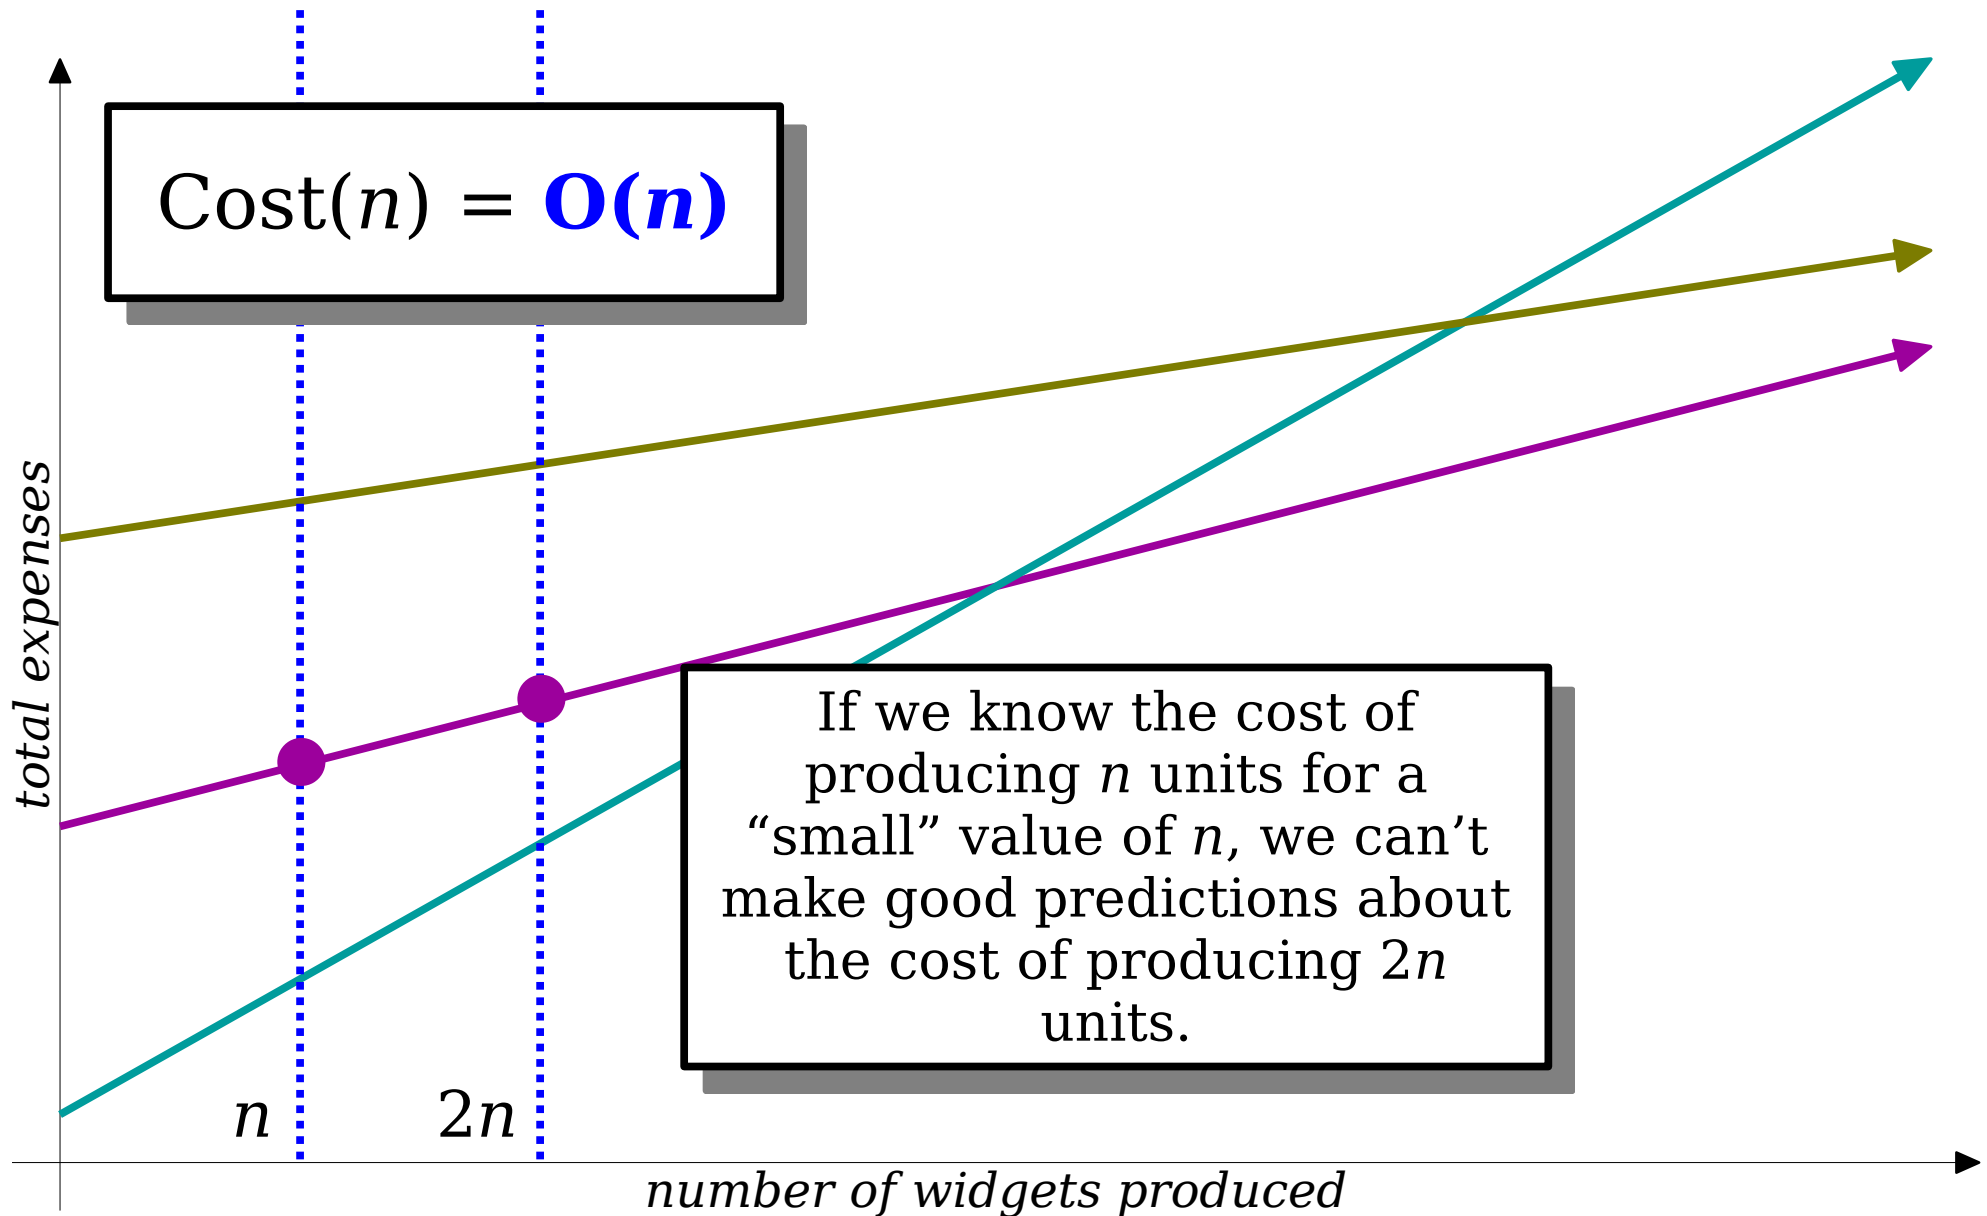 Cost(n) = O(n)
total expenses
If we know the cost of
producing n units for a
“small” value of n, we can’t
make good predictions about
the cost of producing 2n
units.
n
2n
number of widgets produced